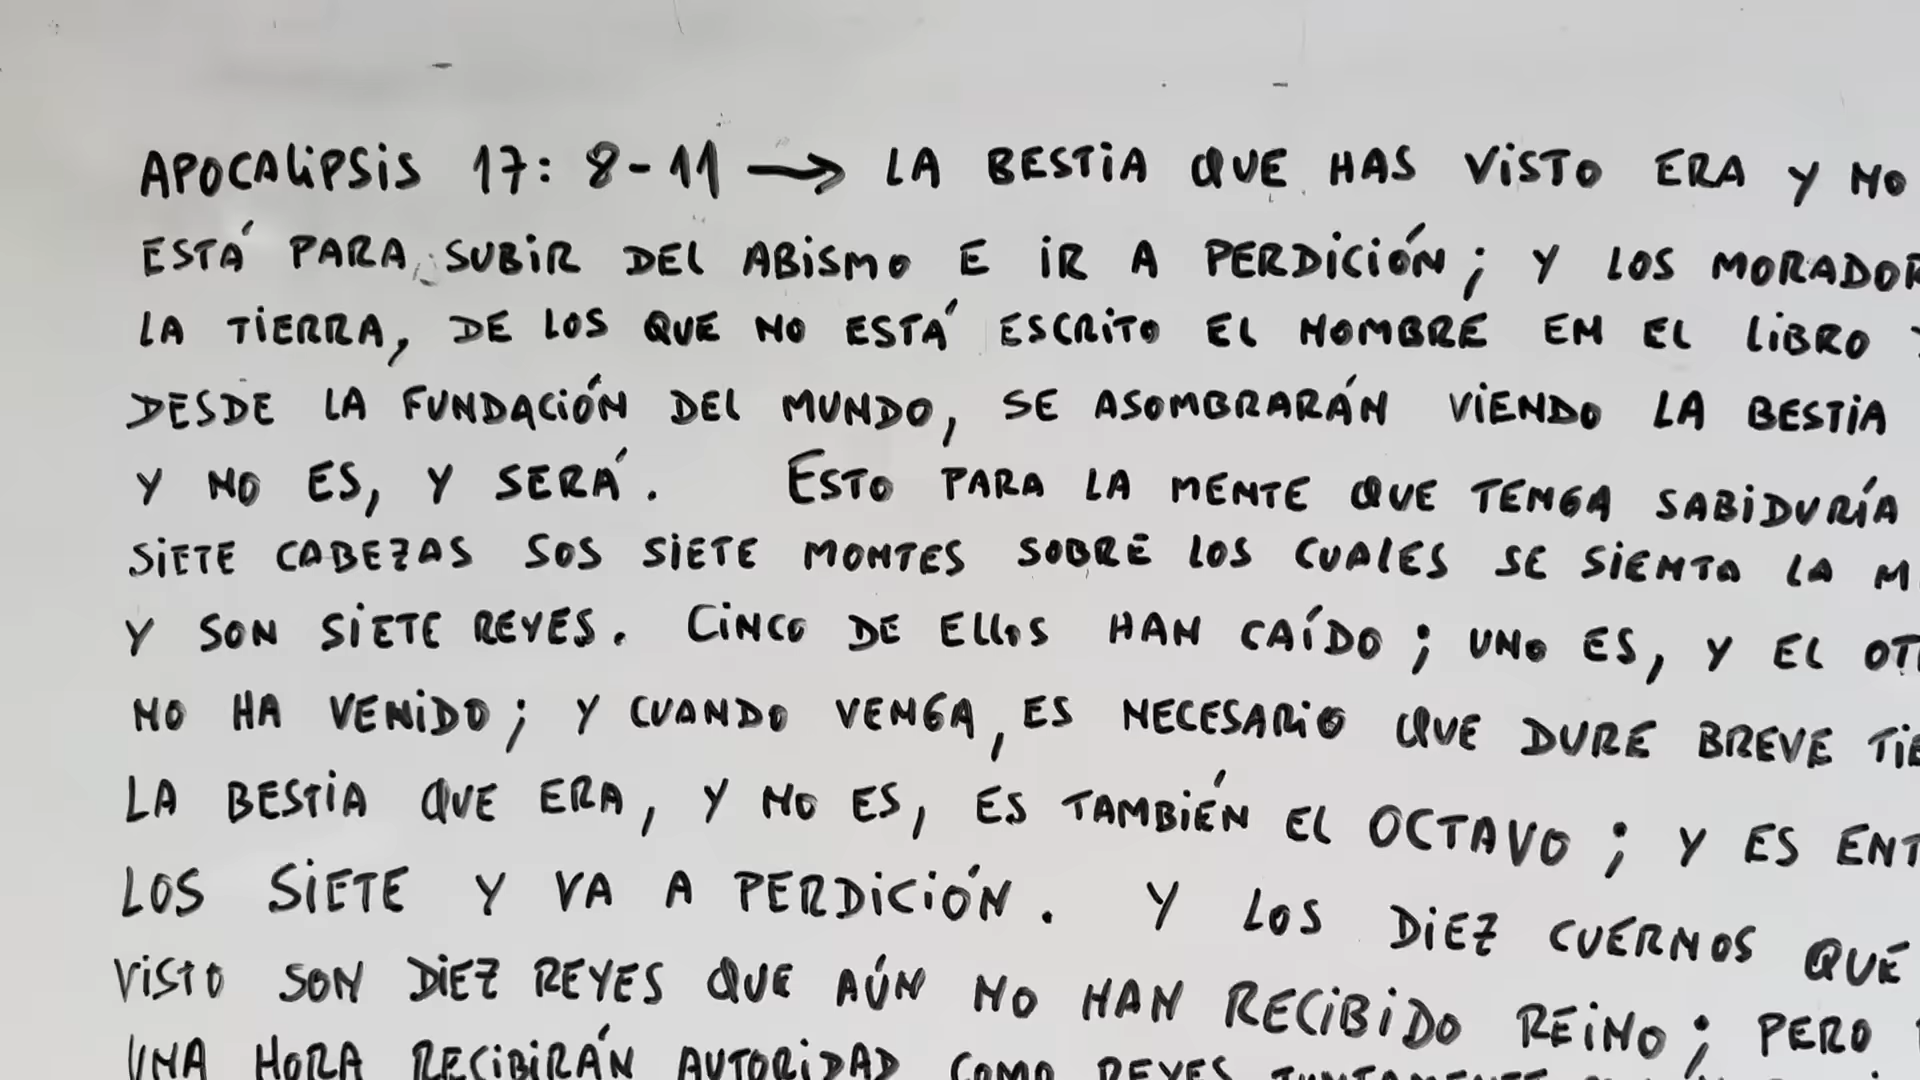 APOCALiPSiS 17: 8-11 → LA BESTiA QUE HAS ViSTO ERA Y NO
ESTÁ PARA SUBiR DEL ABiSMO E iR A PERDiCiÓN; Y LOS MORADOR
LA TiERRA, DE LOS QUE NO ESTÁ ESCRiTO EL NOMBRE EN EL LiBRO
DESDE LA FUNDACiÓN DEL MUNDO, SE ASOMBRARÁN ViENDO LA BESTiA
Y NO ES, Y SERÁ. ESTO PARA LA MENTE QUE TENGA SABiDURÍA
SiETE CABEZAS SOS SiETE MONTES SOBRE LOS CUALES SE SiENTA LA M
Y SON SiETE REYES. CiNCO DE ELLOS HAN CAÍDO; UNO ES, Y EL OT
NO HA VENiDO; Y CUANDO VENGA, ES NECESARiO QUE DURE BREVE TiE
LA BESTiA QUE ERA, Y NO ES, ES TAMBiÉN EL OCTAVO; Y ES ENT
LOS SiETE Y VA A PERDiCiÓN. Y LOS DiEZ CUERNOS QUE
ViSTO SON DiEZ REYES QUE AÚN NO HAN RECiBiDO REiNO; PERO
UNA HORA RECiBiRÁN AUTORiDAD COMO REYES JUNTAMENTE